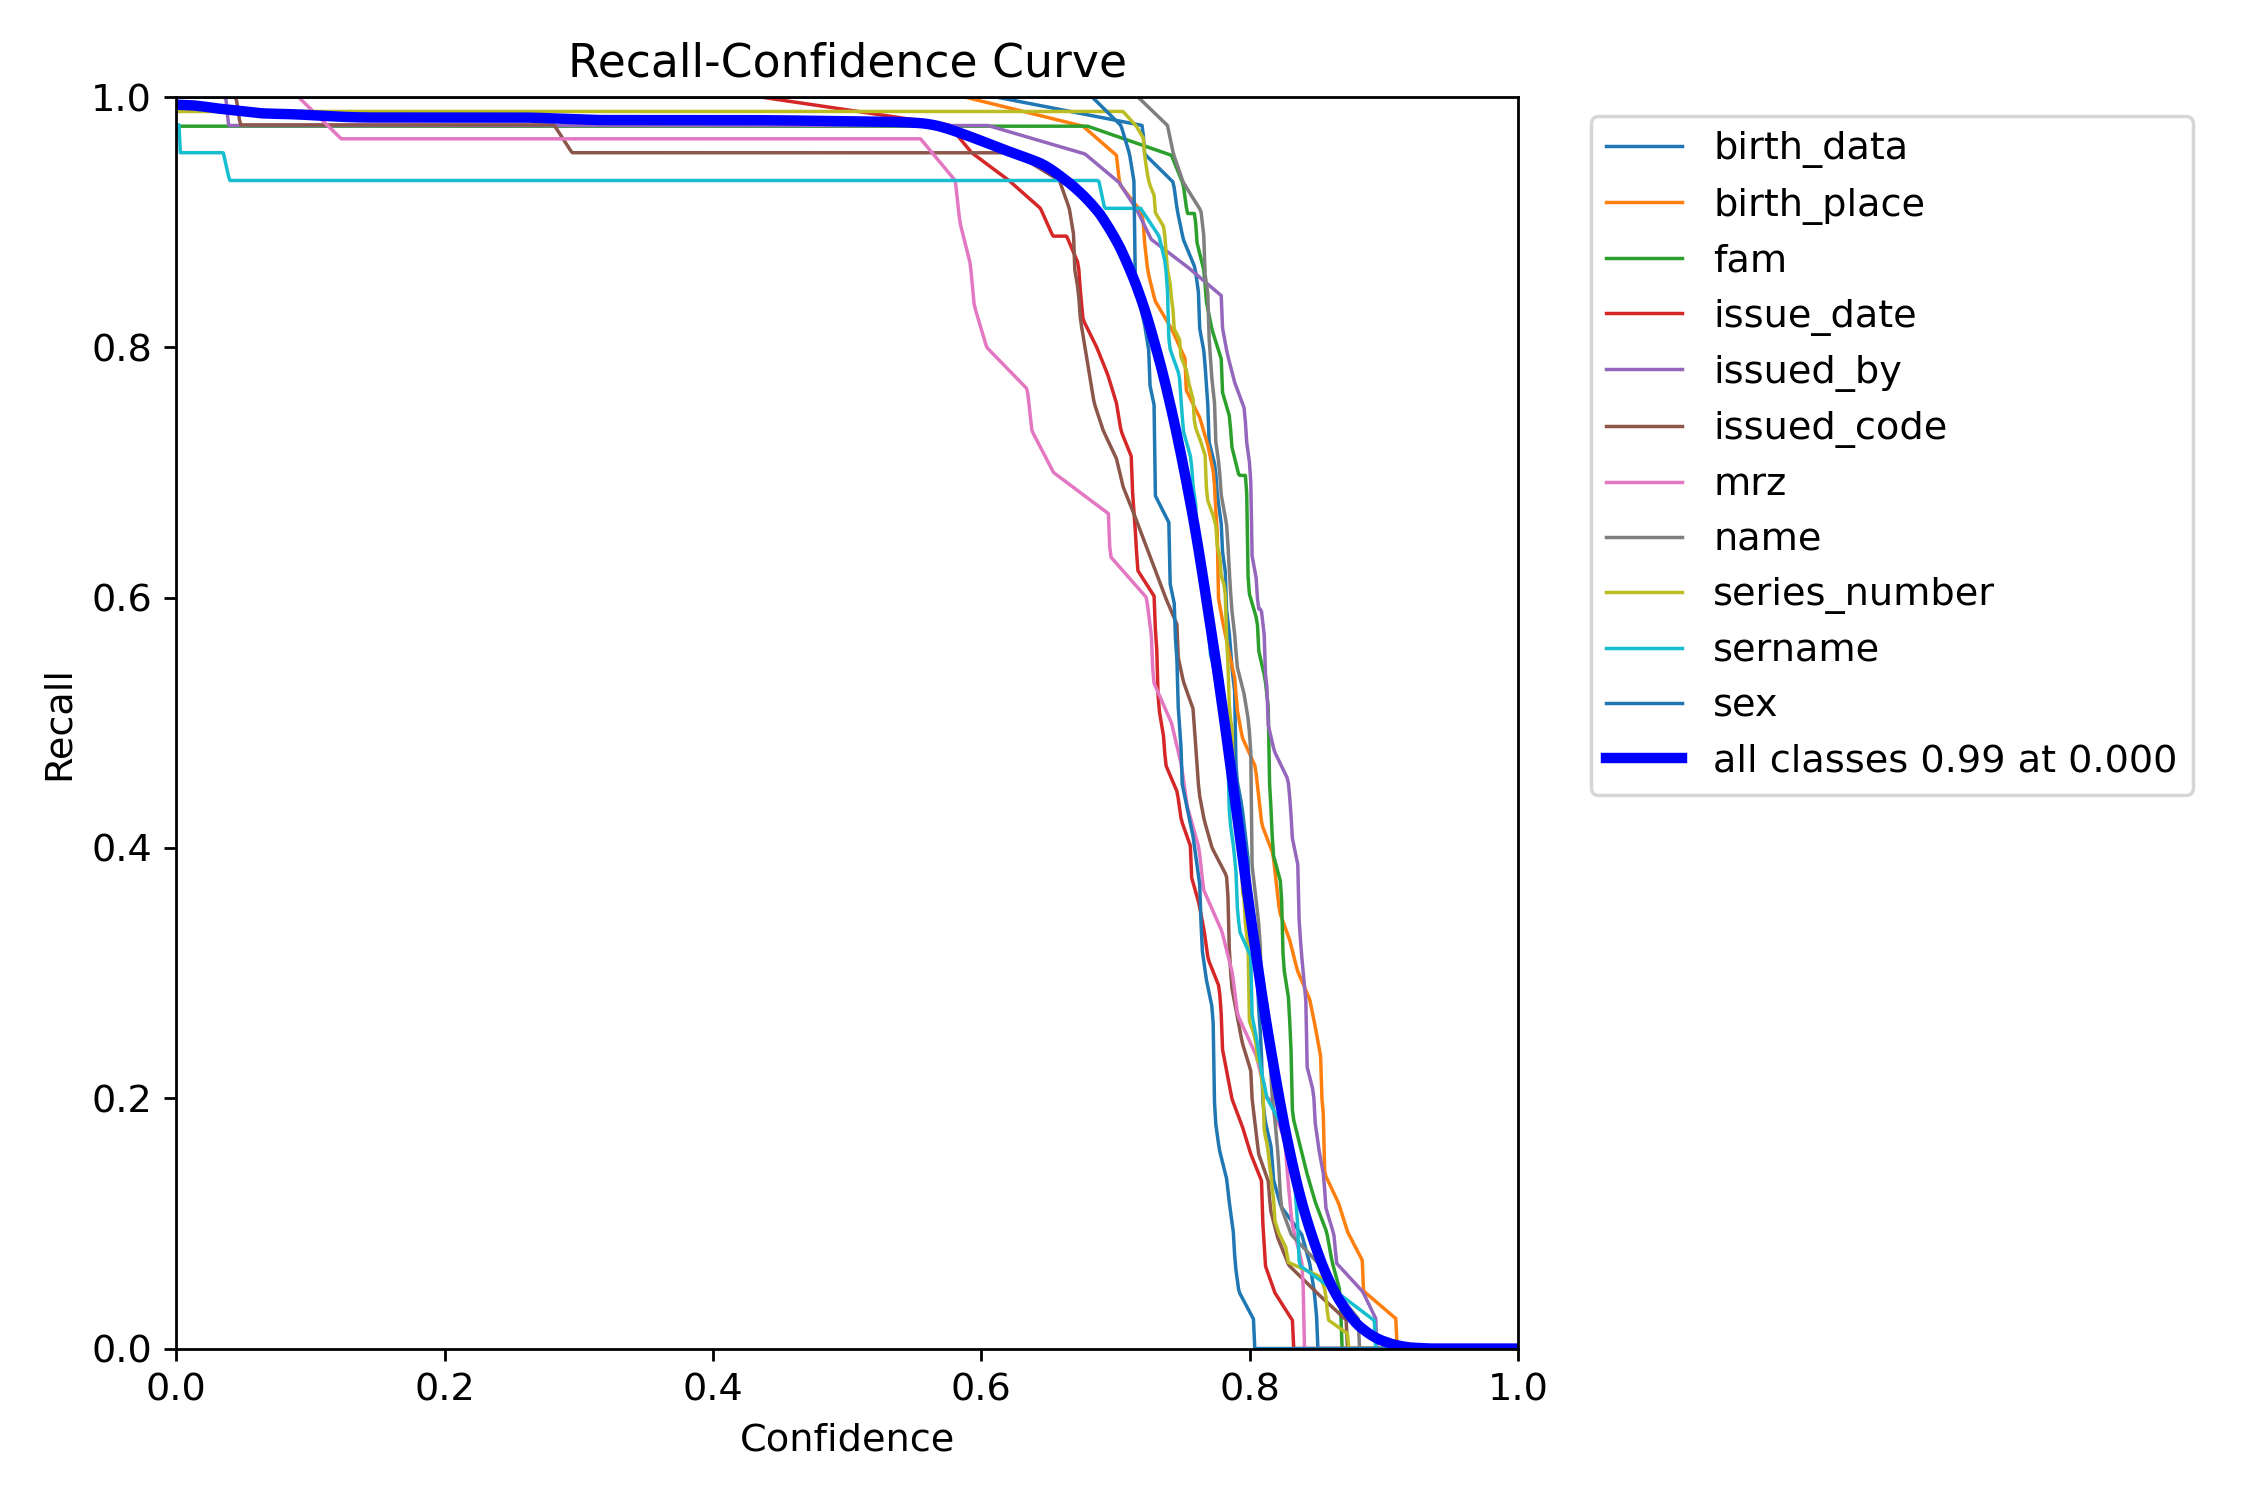 Recall-Confidence Curve
1.0
0.8
0.6
0.4
0.2
0.0
Recall
0.0 0.2 0.4 0.6 0.8 1.0
Confidence
birth_data
birth_place
fam
issue_date
issued_by
issued_code
mrz
name
series_number
sername
sex
all classes 0.99 at 0.000